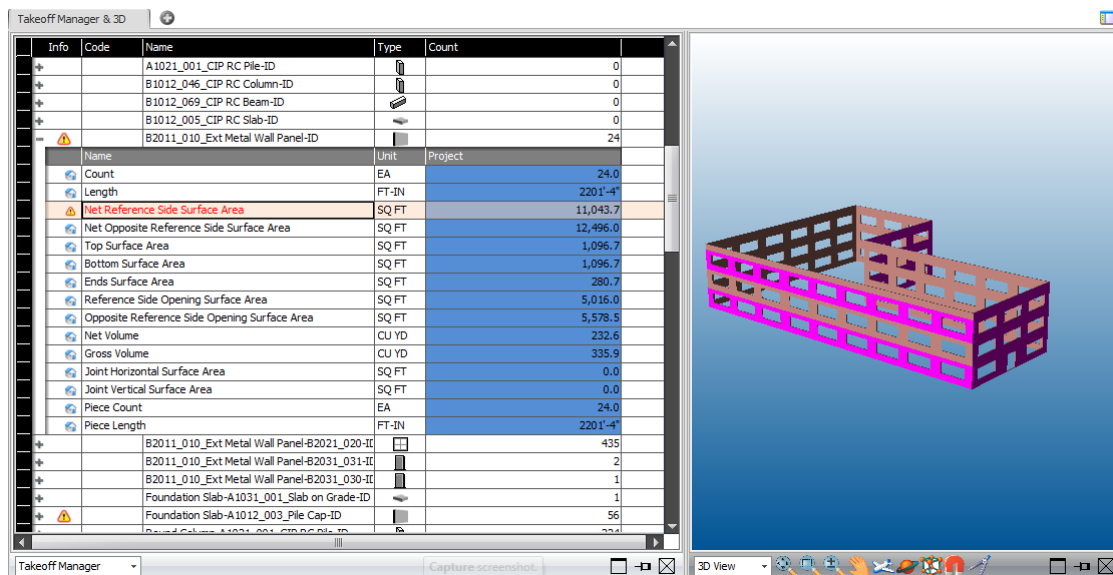 Takeoff Manager & 3D
Info Code Name Type Count
A1021_001_CIP RC Pile-ID 0
B1012_046_CIP RC Column-ID 0
B1012_069_CIP RC Beam-ID 0
B1012_005_CIP RC Slab-ID 0
B2011_010_Ext Metal Wall Panel-ID 24
Name Unit Project
Count EA 24.0
Length FT-IN 2201'-4"
Net Reference Side Surface Area SQ FT 11,043.7
Net Opposite Reference Side Surface Area SQ FT 12,496.0
Top Surface Area SQ FT 1,096.7
Bottom Surface Area SQ FT 1,096.7
Ends Surface Area SQ FT 280.7
Reference Side Opening Surface Area SQ FT 5,016.0
Opposite Reference Side Opening Surface Area SQ FT 5,578.5
Net Volume CU YD 232.6
Gross Volume CU YD 335.9
Joint Horizontal Surface Area SQ FT 0.0
Joint Vertical Surface Area SQ FT 0.0
Piece Count EA 24.0
Piece Length FT-IN 2201'-4"
B2011_010_Ext Metal Wall Panel-B2021_020-ID 435
B2011_010_Ext Metal Wall Panel-B2031_031-ID 2
B2011_010_Ext Metal Wall Panel-B2031_030-ID 1
Foundation Slab-A1031_001_Slab on Grade-ID 1
Foundation Slab-A1012_003_Pile Cap-ID 56
Takeoff Manager Capture screenshot. 3D View